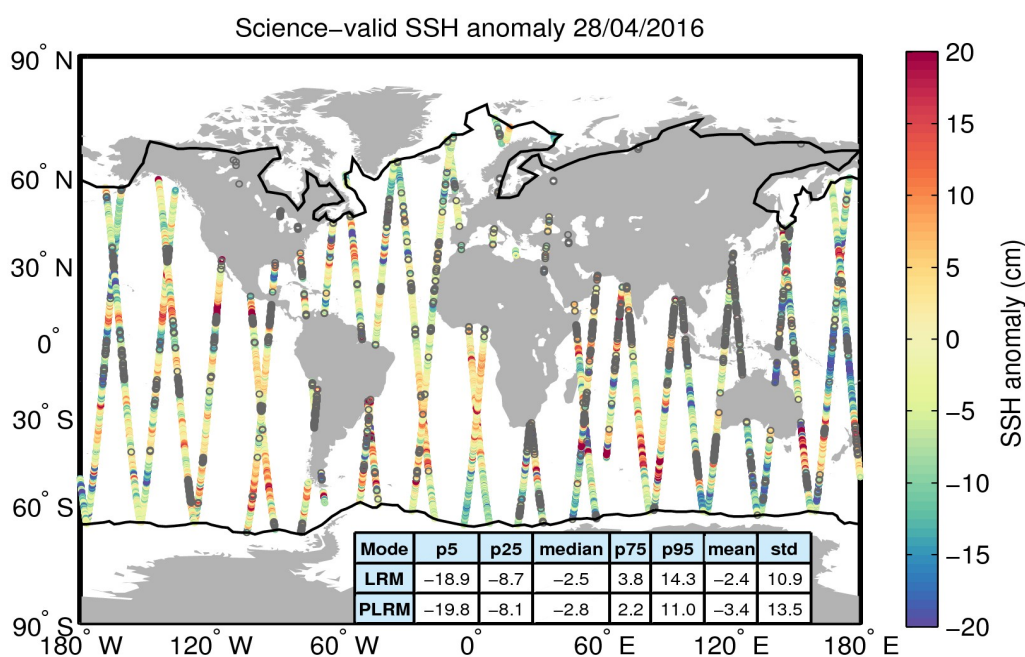 Science−valid SSH anomaly 28/04/2016
90° N
60° N
30° N
0°
30° S
60° S
90° S
180° W
120° W
60° W
0°
60° E
120° E
180° E
20
15
10
5
0
−5
−10
−15
−20
SSH anomaly (cm)
Mode p5 p25 median p75 p95 mean std
LRM −18.9 −8.7 −2.5 3.8 14.3 −2.4 10.9
PLRM −19.8 −8.1 −2.8 2.2 11.0 −3.4 13.5